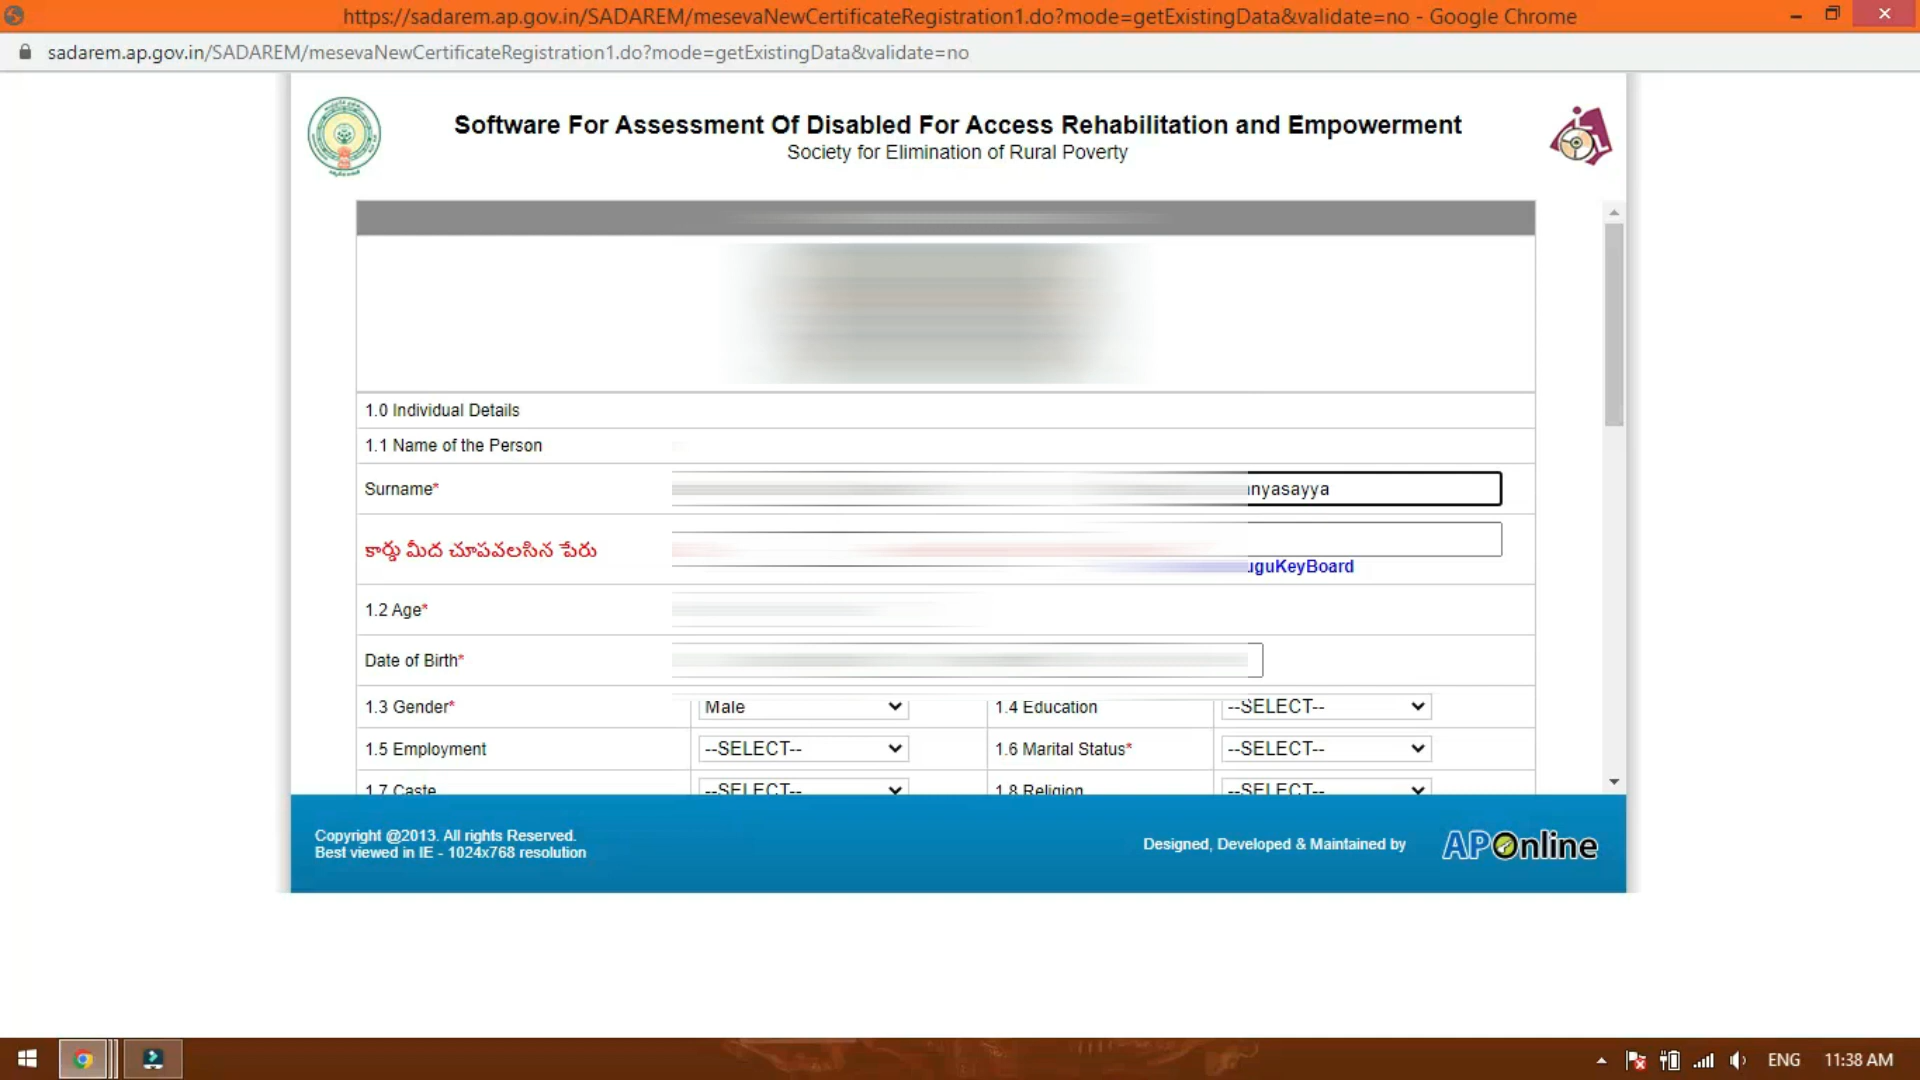 https://sadarem.ap.gov.in/SADAREM/mesevaNewCertificateRegistration1.do?mode=getExistingData&validate=no - Google Chrome
sadarem.ap.gov.in/SADAREM/mesevaNewCertificateRegistration1.do?mode=getExistingData&validate=no
Software For Assessment Of Disabled For Access Rehabilitation and Empowerment
Society for Elimination of Rural Poverty
1.0 Individual Details
1.1 Name of the Person
Surname* nyasayya
కార్డు మీద చూపవలసిన పేరు
uguKeyBoard
1.2 Age*
Date of Birth*
1.3 Gender* Male 1.4 Education --SELECT--
1.5 Employment --SELECT-- 1.6 Marital Status* --SELECT--
1.7 Caste --SELECT-- 1.8 Religion --SELECT--
Copyright @2013. All rights Reserved.
Best viewed in IE - 1024x768 resolution
Designed, Developed & Maintained by APOnline
ENG 11:38 AM